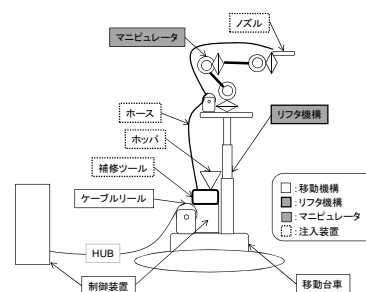 ノズル
マニピュレータ
ホース
リフタ機構
ホッパ
補修ツール
ケーブルリール
□:移動機構
□:リフタ機構
■:マニピュレータ
□:注入装置
HUB
制御装置
移動台車